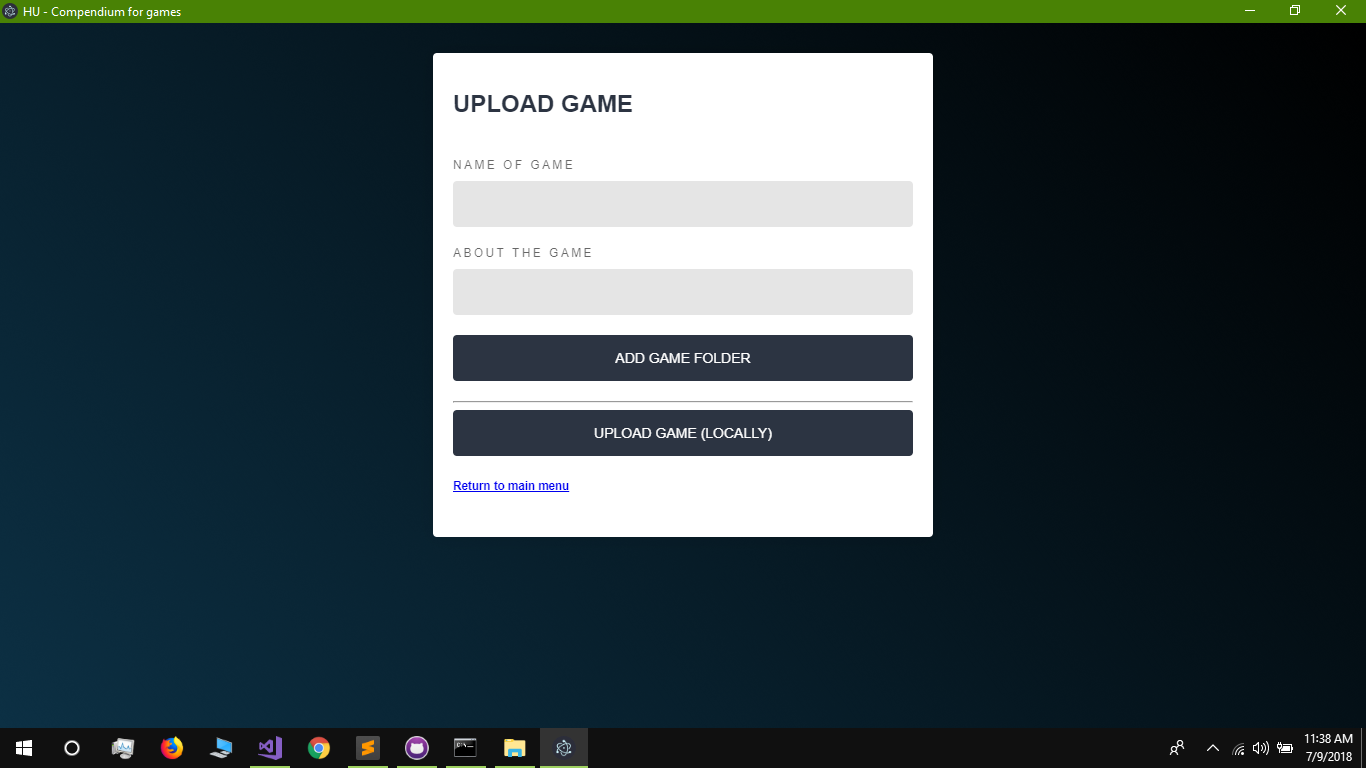 HU - Compendium for games
UPLOAD GAME
NAME OF GAME
ABOUT THE GAME
ADD GAME FOLDER
UPLOAD GAME (LOCALLY)
Return to main menu
11:38 AM
7/9/2018